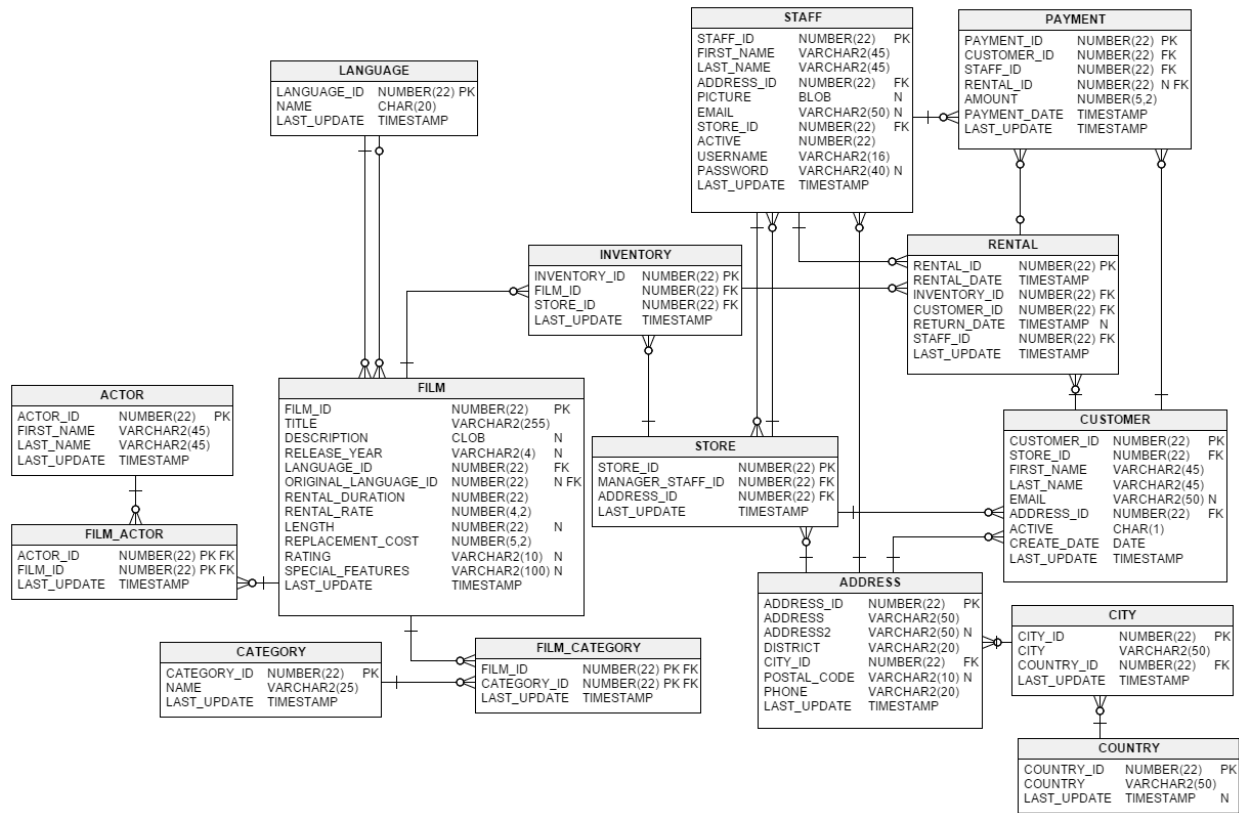 STAFF
STAFF_ID NUMBER(22) PK
FIRST_NAME VARCHAR2(45)
LAST_NAME VARCHAR2(45)
ADDRESS_ID NUMBER(22) FK
PICTURE BLOB N
EMAIL VARCHAR2(50) N
STORE_ID NUMBER(22) FK
ACTIVE NUMBER(22)
USERNAME VARCHAR2(16)
PASSWORD VARCHAR2(40) N
LAST_UPDATE TIMESTAMP
PAYMENT
PAYMENT_ID NUMBER(22) PK
CUSTOMER_ID NUMBER(22) FK
STAFF_ID NUMBER(22) FK
RENTAL_ID NUMBER(22) N FK
AMOUNT NUMBER(5,2)
PAYMENT_DATE TIMESTAMP
LAST_UPDATE TIMESTAMP
LANGUAGE
LANGUAGE_ID NUMBER(22) PK
NAME CHAR(20)
LAST_UPDATE TIMESTAMP
INVENTORY
INVENTORY_ID NUMBER(22) PK
FILM_ID NUMBER(22) FK
STORE_ID NUMBER(22) FK
LAST_UPDATE TIMESTAMP
RENTAL
RENTAL_ID NUMBER(22) PK
RENTAL_DATE TIMESTAMP
INVENTORY_ID NUMBER(22) FK
CUSTOMER_ID NUMBER(22) FK
RETURN_DATE TIMESTAMP N
STAFF_ID NUMBER(22) FK
LAST_UPDATE TIMESTAMP
ACTOR
ACTOR_ID NUMBER(22) PK
FIRST_NAME VARCHAR2(45)
LAST_NAME VARCHAR2(45)
LAST_UPDATE TIMESTAMP
FILM
FILM_ID NUMBER(22) PK
TITLE VARCHAR2(255)
DESCRIPTION CLOB N
RELEASE_YEAR VARCHAR2(4) N
LANGUAGE_ID NUMBER(22) FK
ORIGINAL_LANGUAGE_ID NUMBER(22) N FK
RENTAL_DURATION NUMBER(22)
RENTAL_RATE NUMBER(4,2)
LENGTH NUMBER(22) N
REPLACEMENT_COST NUMBER(5,2)
RATING VARCHAR2(10) N
SPECIAL_FEATURES VARCHAR2(100) N
LAST_UPDATE TIMESTAMP
STORE
STORE_ID NUMBER(22) PK
MANAGER_STAFF_ID NUMBER(22) FK
ADDRESS_ID NUMBER(22) FK
LAST_UPDATE TIMESTAMP
CUSTOMER
CUSTOMER_ID NUMBER(22) PK
STORE_ID NUMBER(22) FK
FIRST_NAME VARCHAR2(45)
LAST_NAME VARCHAR2(45)
EMAIL VARCHAR2(50) N
ADDRESS_ID NUMBER(22) FK
ACTIVE CHAR(1)
CREATE_DATE DATE
LAST_UPDATE TIMESTAMP
FILM_ACTOR
ACTOR_ID NUMBER(22) PK FK
FILM_ID NUMBER(22) PK FK
LAST_UPDATE TIMESTAMP
ADDRESS
ADDRESS_ID NUMBER(22) PK
ADDRESS VARCHAR2(50)
ADDRESS2 VARCHAR2(50) N
DISTRICT VARCHAR2(20)
CITY_ID NUMBER(22) FK
POSTAL_CODE VARCHAR2(10) N
PHONE VARCHAR2(20)
LAST_UPDATE TIMESTAMP
CITY
CITY_ID NUMBER(22) PK
CITY VARCHAR2(50)
COUNTRY_ID NUMBER(22) FK
LAST_UPDATE TIMESTAMP
CATEGORY
CATEGORY_ID NUMBER(22) PK
NAME VARCHAR2(25)
LAST_UPDATE TIMESTAMP
FILM_CATEGORY
FILM_ID NUMBER(22) PK FK
CATEGORY_ID NUMBER(22) PK FK
LAST_UPDATE TIMESTAMP
COUNTRY
COUNTRY_ID NUMBER(22) PK
COUNTRY VARCHAR2(50)
LAST_UPDATE TIMESTAMP N